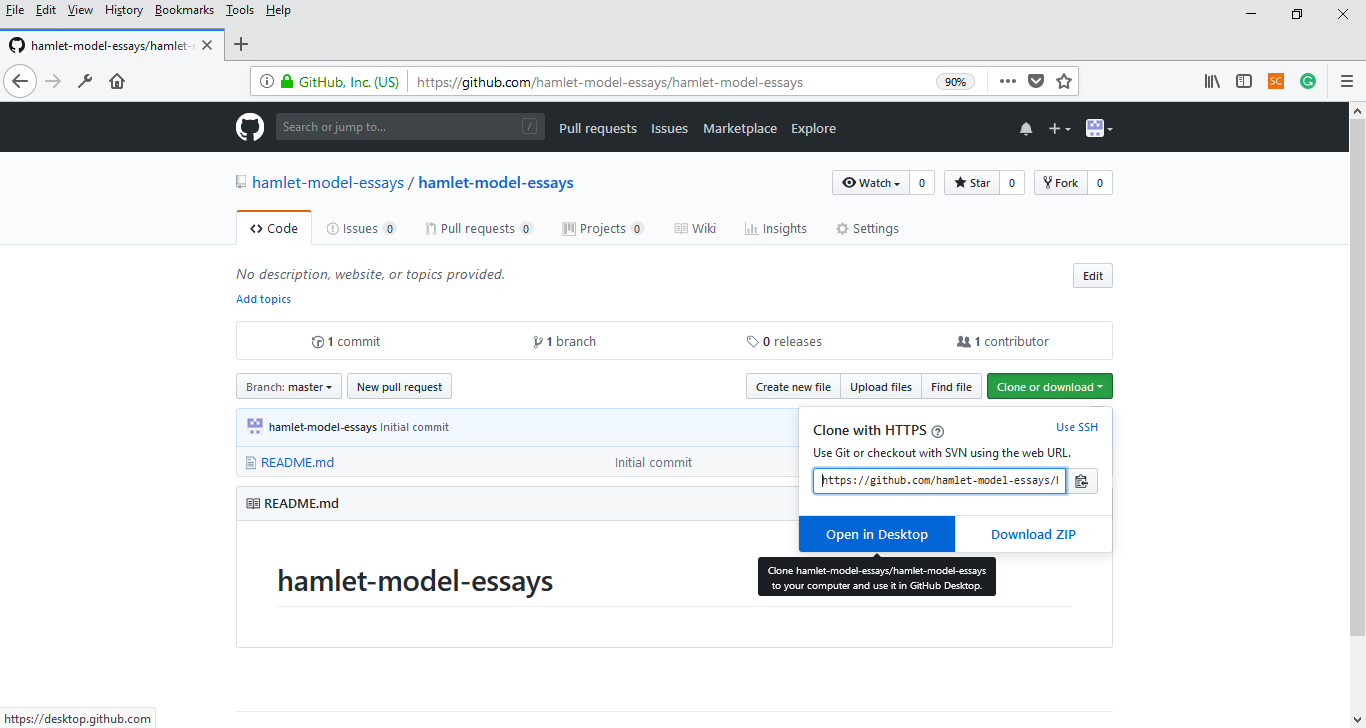 File Edit View History Bookmarks Tools Help
hamlet-model-essays/hamlet-
GitHub, Inc. (US) https://github.com/hamlet-model-essays/hamlet-model-essays 90%
SC
Search or jump to... / Pull requests Issues Marketplace Explore
hamlet-model-essays / hamlet-model-essays Watch 0 Star 0 Fork 0
Code Issues 0 Pull requests 0 Projects 0 Wiki Insights Settings
No description, website, or topics provided. Edit
Add topics
1 commit 1 branch 0 releases 1 contributor
Branch: master New pull request Create new file Upload files Find file Clone or download
hamlet-model-essays Initial commit
README.md Initial commit
Clone with HTTPS ? Use SSH
Use Git or checkout with SVN using the web URL.
https://github.com/hamlet-model-essays/
Open in Desktop Download ZIP
Clone hamlet-model-essays/hamlet-model-essays
to your computer and use it in GitHub Desktop.
README.md
hamlet-model-essays
https://desktop.github.com